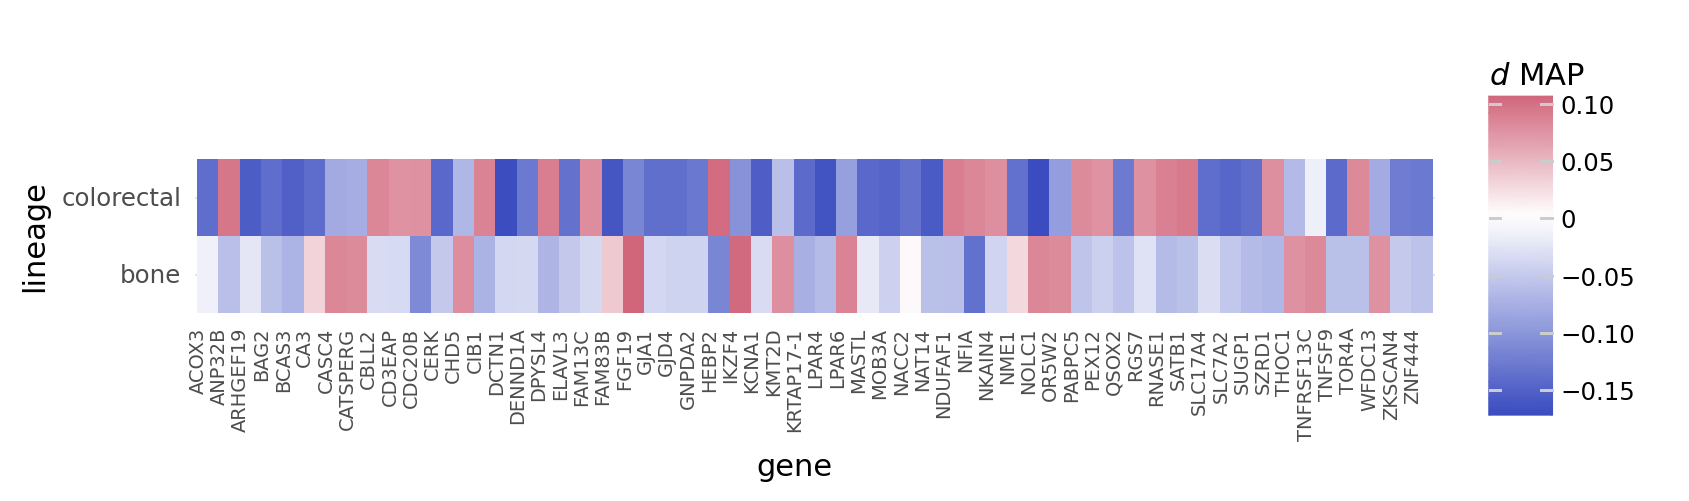 d MAP
0.10
0.05
0
−0.05
−0.10
−0.15
lineage
colorectal
bone
ACOX3
ANP32B
ARHGEF19
BAG2
BCAS3
CA3
CASC4
CATSPERG
CBLL2
CD3EAP
CDC20B
CERK
CHD5
CIB1
DCTN1
DENND1A
DPYSL4
ELAVL3
FAM13C
FAM83B
FGF19
GJA1
GJD4
GNPDA2
HEBP2
IKZF4
KCNA1
KMT2D
KRTAP17-1
LPAR4
LPAR6
MASTL
MOB3A
NACC2
NAT14
NDUFAF1
NFIA
NKAIN4
NME1
NOLC1
OR5W2
PABPC5
PEX12
QSOX2
RGS7
RNASE1
SATB1
SLC17A4
SLC7A2
SUGP1
SZRD1
THOC1
TNFRSF13C
TNFSF9
TOR4A
WFDC13
ZKSCAN4
ZNF444
gene